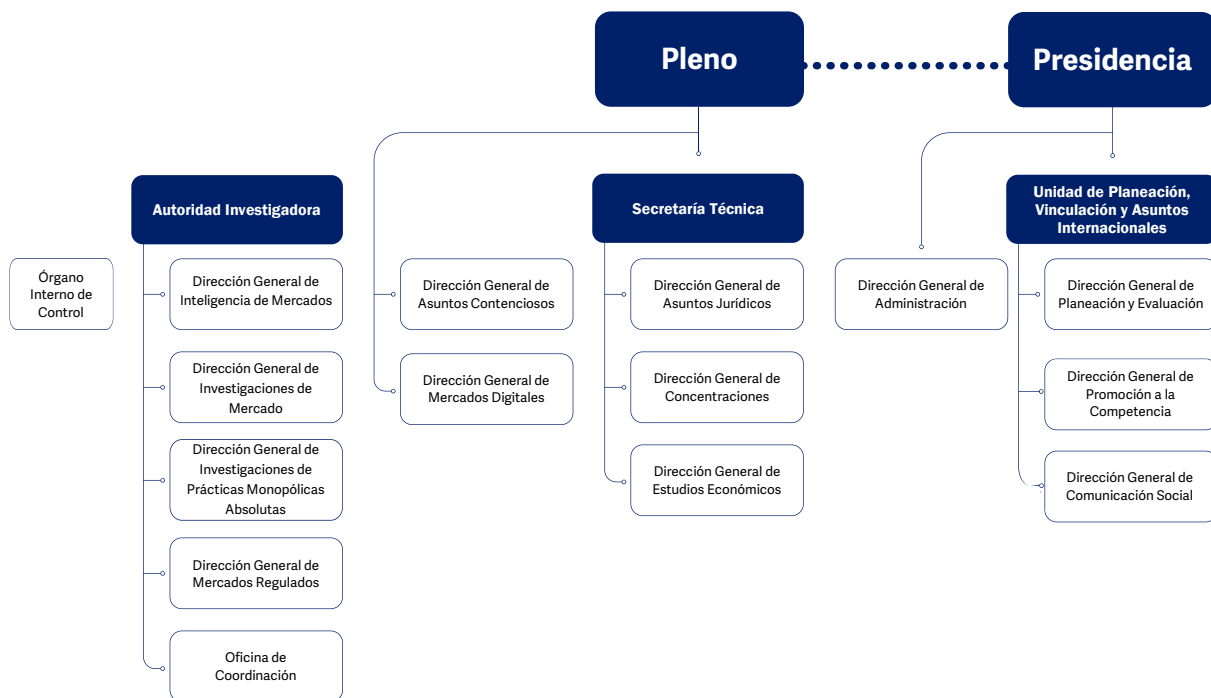 Pleno
Presidencia
Autoridad Investigadora
Secretaría Técnica
Unidad de Planeación,
Vinculación y Asuntos
Internacionales
Órgano
Interno de
Control
Dirección General de
Inteligencia de Mercados
Dirección General de
Investigaciones de
Mercado
Dirección General de
Investigaciones de
Prácticas Monopólicas
Absolutas
Dirección General de
Mercados Regulados
Oficina de
Coordinación
Dirección General de
Asuntos Contenciosos
Dirección General de
Mercados Digitales
Dirección General de
Asuntos Jurídicos
Dirección General de
Concentraciones
Dirección General de
Estudios Económicos
Dirección General de
Administración
Dirección General de
Planeación y Evaluación
Dirección General de
Promoción a la
Competencia
Dirección General de
Comunicación Social